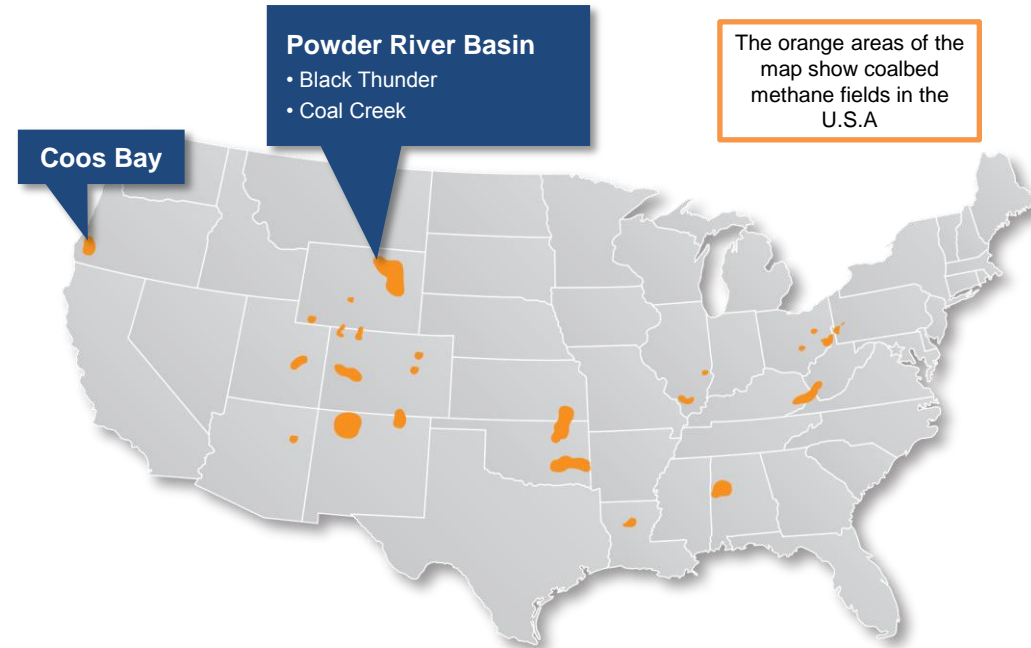 Powder River Basin
• Black Thunder
• Coal Creek
The orange areas of the
map show coalbed
methane fields in the
U.S.A
Coos Bay